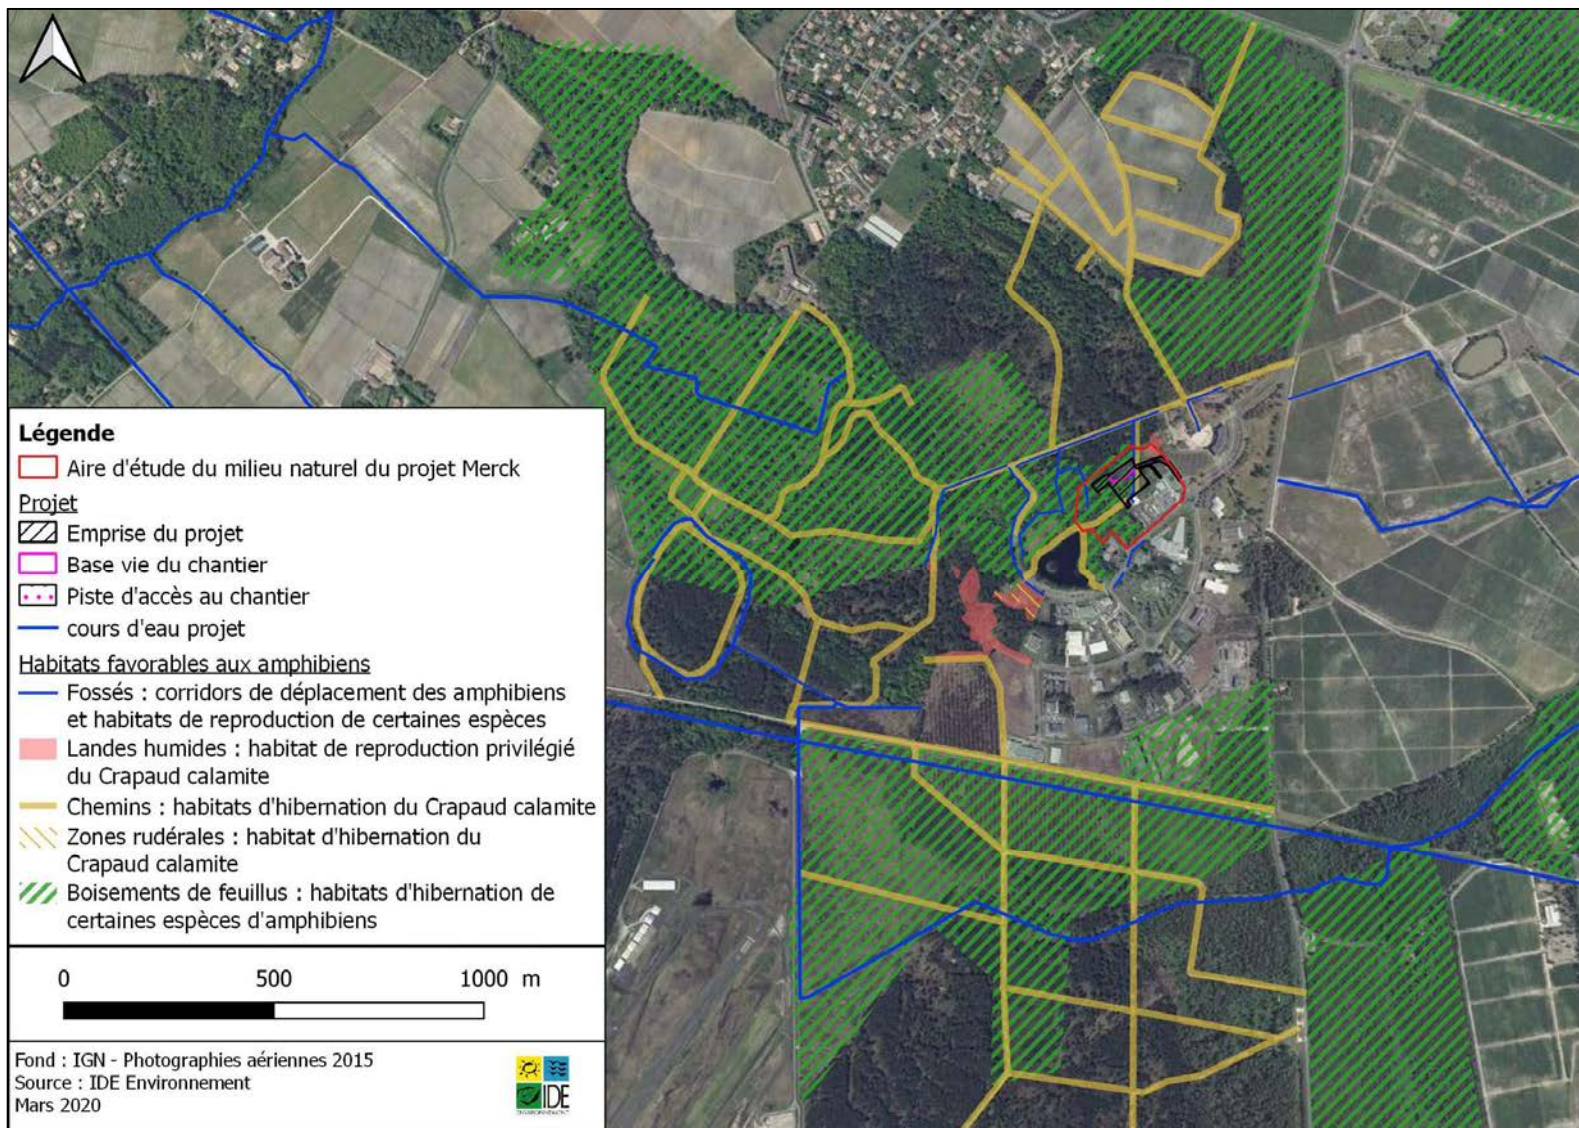 Légende
Aire d'étude du milieu naturel du projet Merck
Projet
Emprise du projet
Base vie du chantier
Piste d'accès au chantier
cours d'eau projet
Habitats favorables aux amphibiens
Fossés : corridors de déplacement des amphibiens
et habitats de reproduction de certaines espèces
Landes humides : habitat de reproduction privilégié
du Crapaud calamite
Chemins : habitats d'hibernation du Crapaud calamite
Zones rudérales : habitat d'hibernation du
Crapaud calamite
Boisements de feuillus : habitats d'hibernation de
certaines espèces d'amphibiens
0 500 1000 m
Fond : IGN - Photographies aériennes 2015
Source : IDE Environnement
Mars 2020
IDE
ENVIRONNEMENT